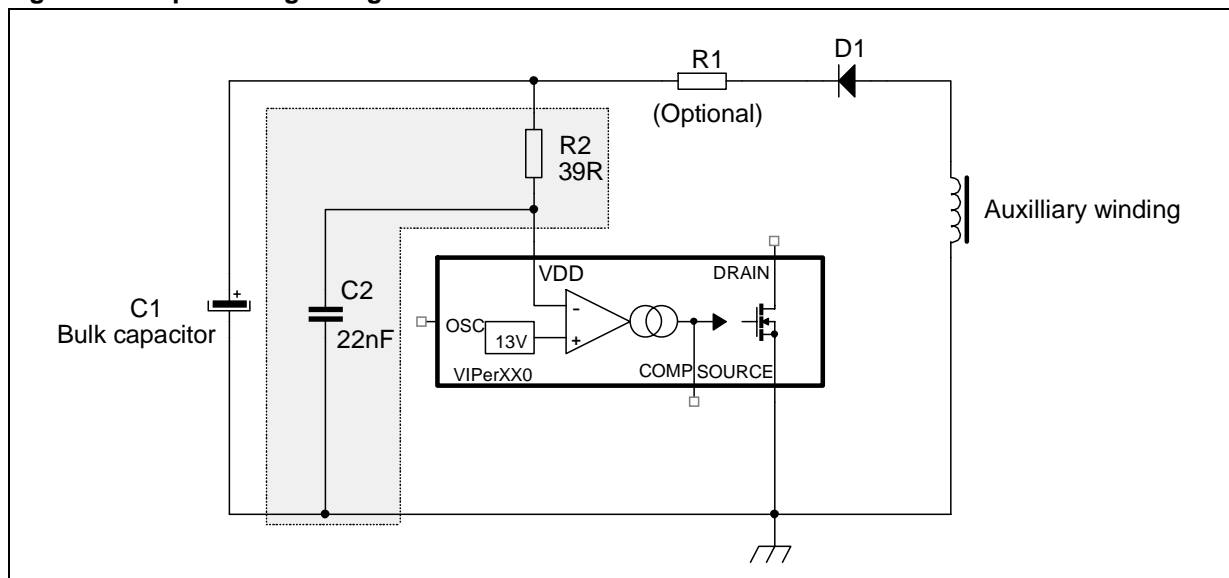 D1
R1
(Optional)
R2
39R
Auxilliary winding
VDD
DRAIN
C1
Bulk capacitor
+
C2
22nF
OSC
13V
-
+
VIPerXX0
COMP
SOURCE